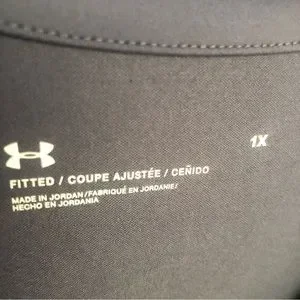 1X
FITTED / COUPE AJUSTÉE / CEÑIDO
MADE IN JORDAN / FABRIQUÉ EN JORDANIE /
HECHO EN JORDANIA